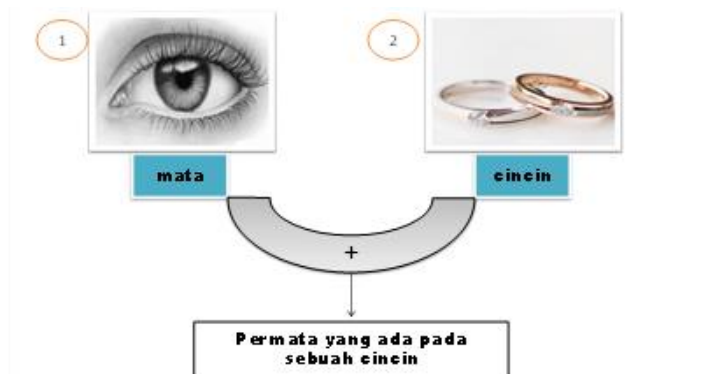 1
2
mata
cincin
+
Permata yang ada pada
sebuah cincin